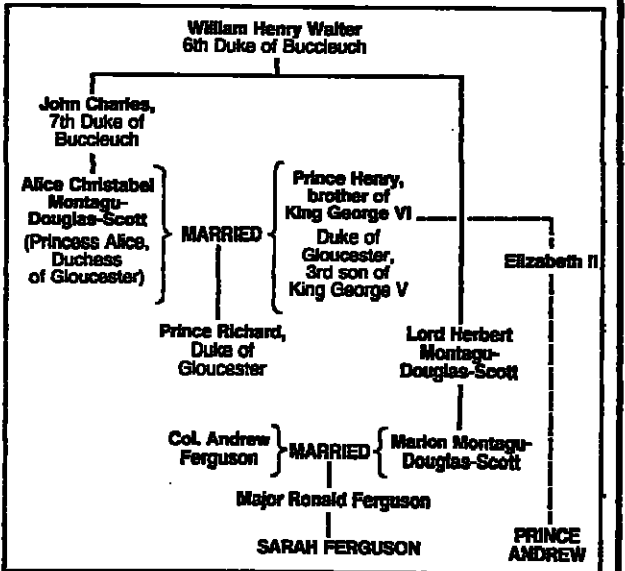 William Henry Walter
6th Duke of Buccleuch
John Charles,
7th Duke of
Buccleuch
Alice Christabel
Montagu-
Douglas-Scott
(Princess Alice,
Duchess
of Gloucester)
MARRIED
Prince Henry,
brother of
King George VI
Duke of
Gloucester,
3rd son of
King George V
Elizabeth II
Prince Richard,
Duke of
Gloucester
Lord Herbert
Montagu-
Douglas-Scott
Col. Andrew
Ferguson
MARRIED
Marion Montagu-
Douglas-Scott
Major Ronald Ferguson
SARAH FERGUSON
PRINCE
ANDREW